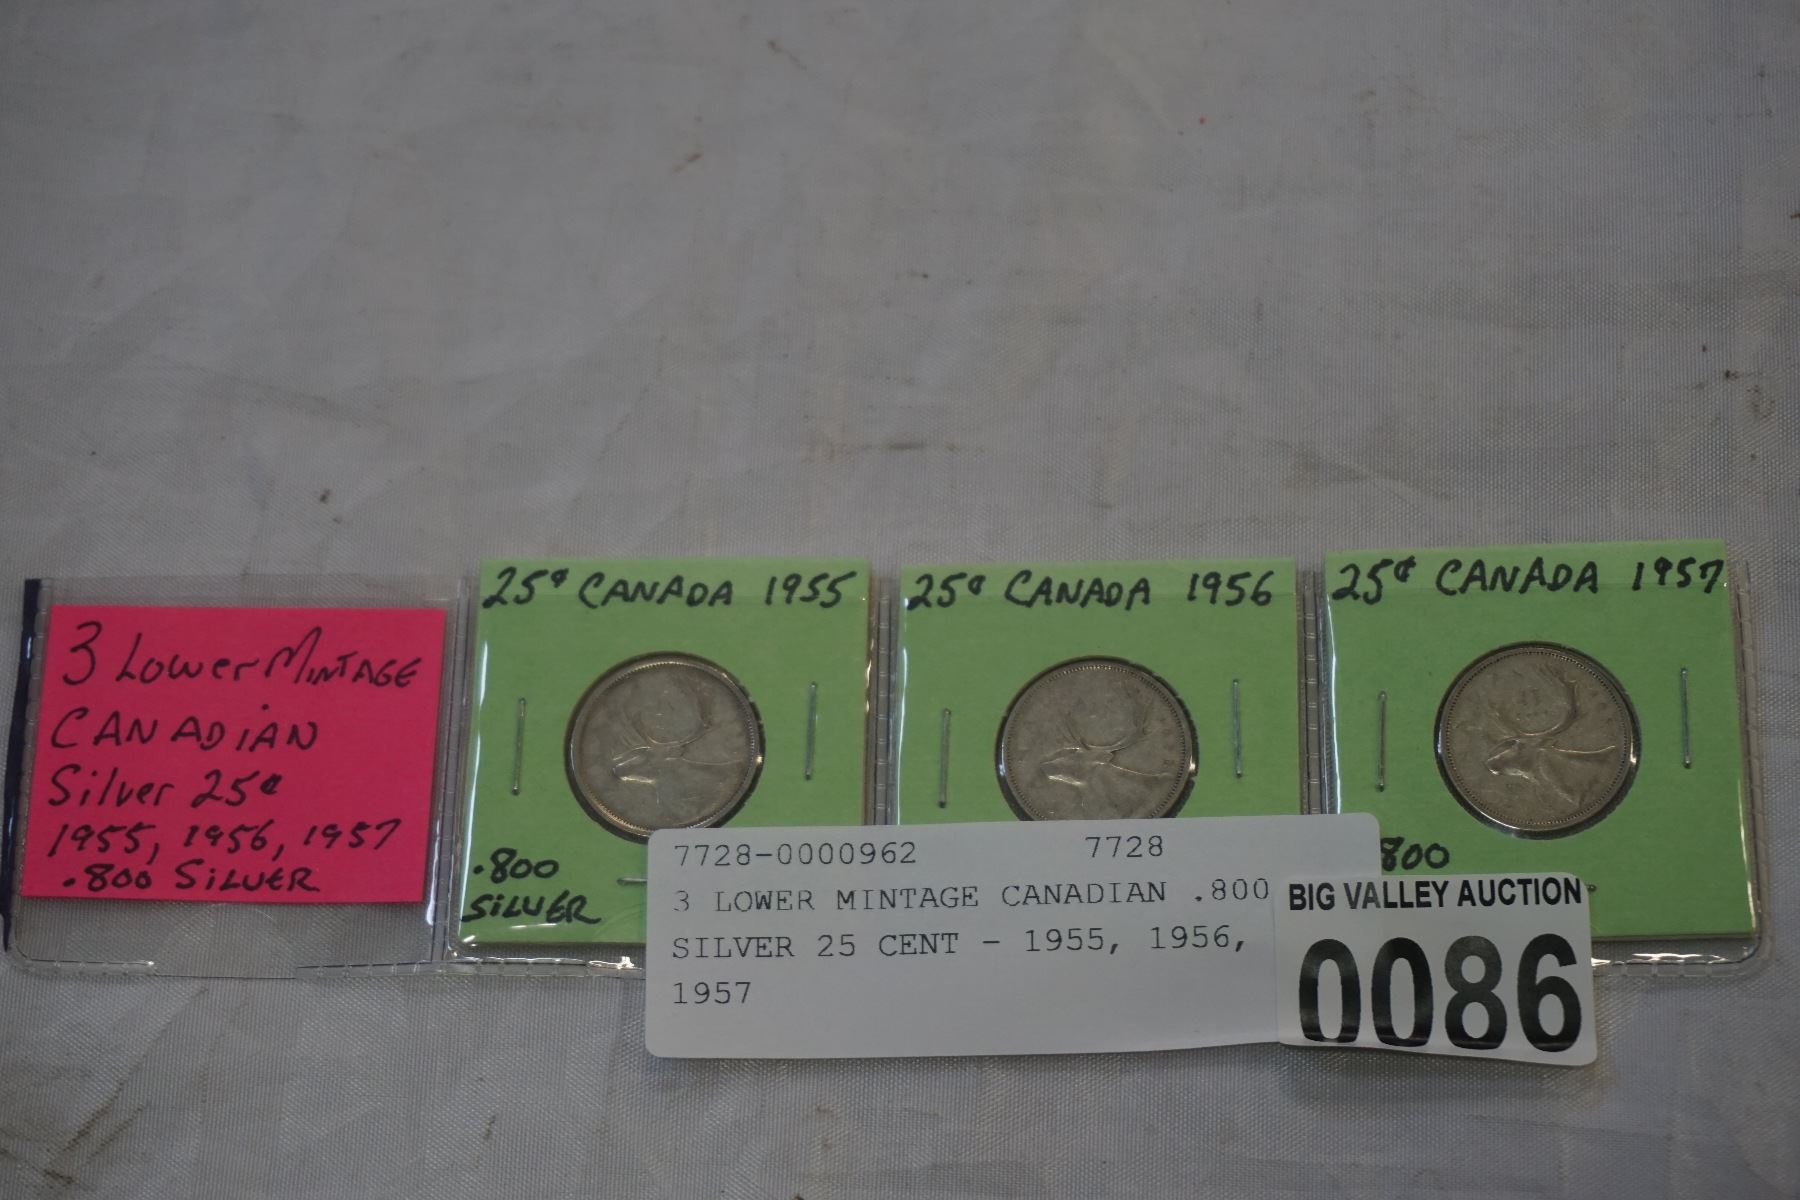 3 Lower Mintage
CANADiAN
Silver 25¢
1955, 1956, 1957
.800 SiLVER
25¢ CANADA 1955
.800
SiLVER
25¢ CANADA 1956
25¢ CANADA 1957
800
7728-0000962 7728
3 LOWER MINTAGE CANADIAN .800
SILVER 25 CENT - 1955, 1956,
1957
BIG VALLEY AUCTION
0086